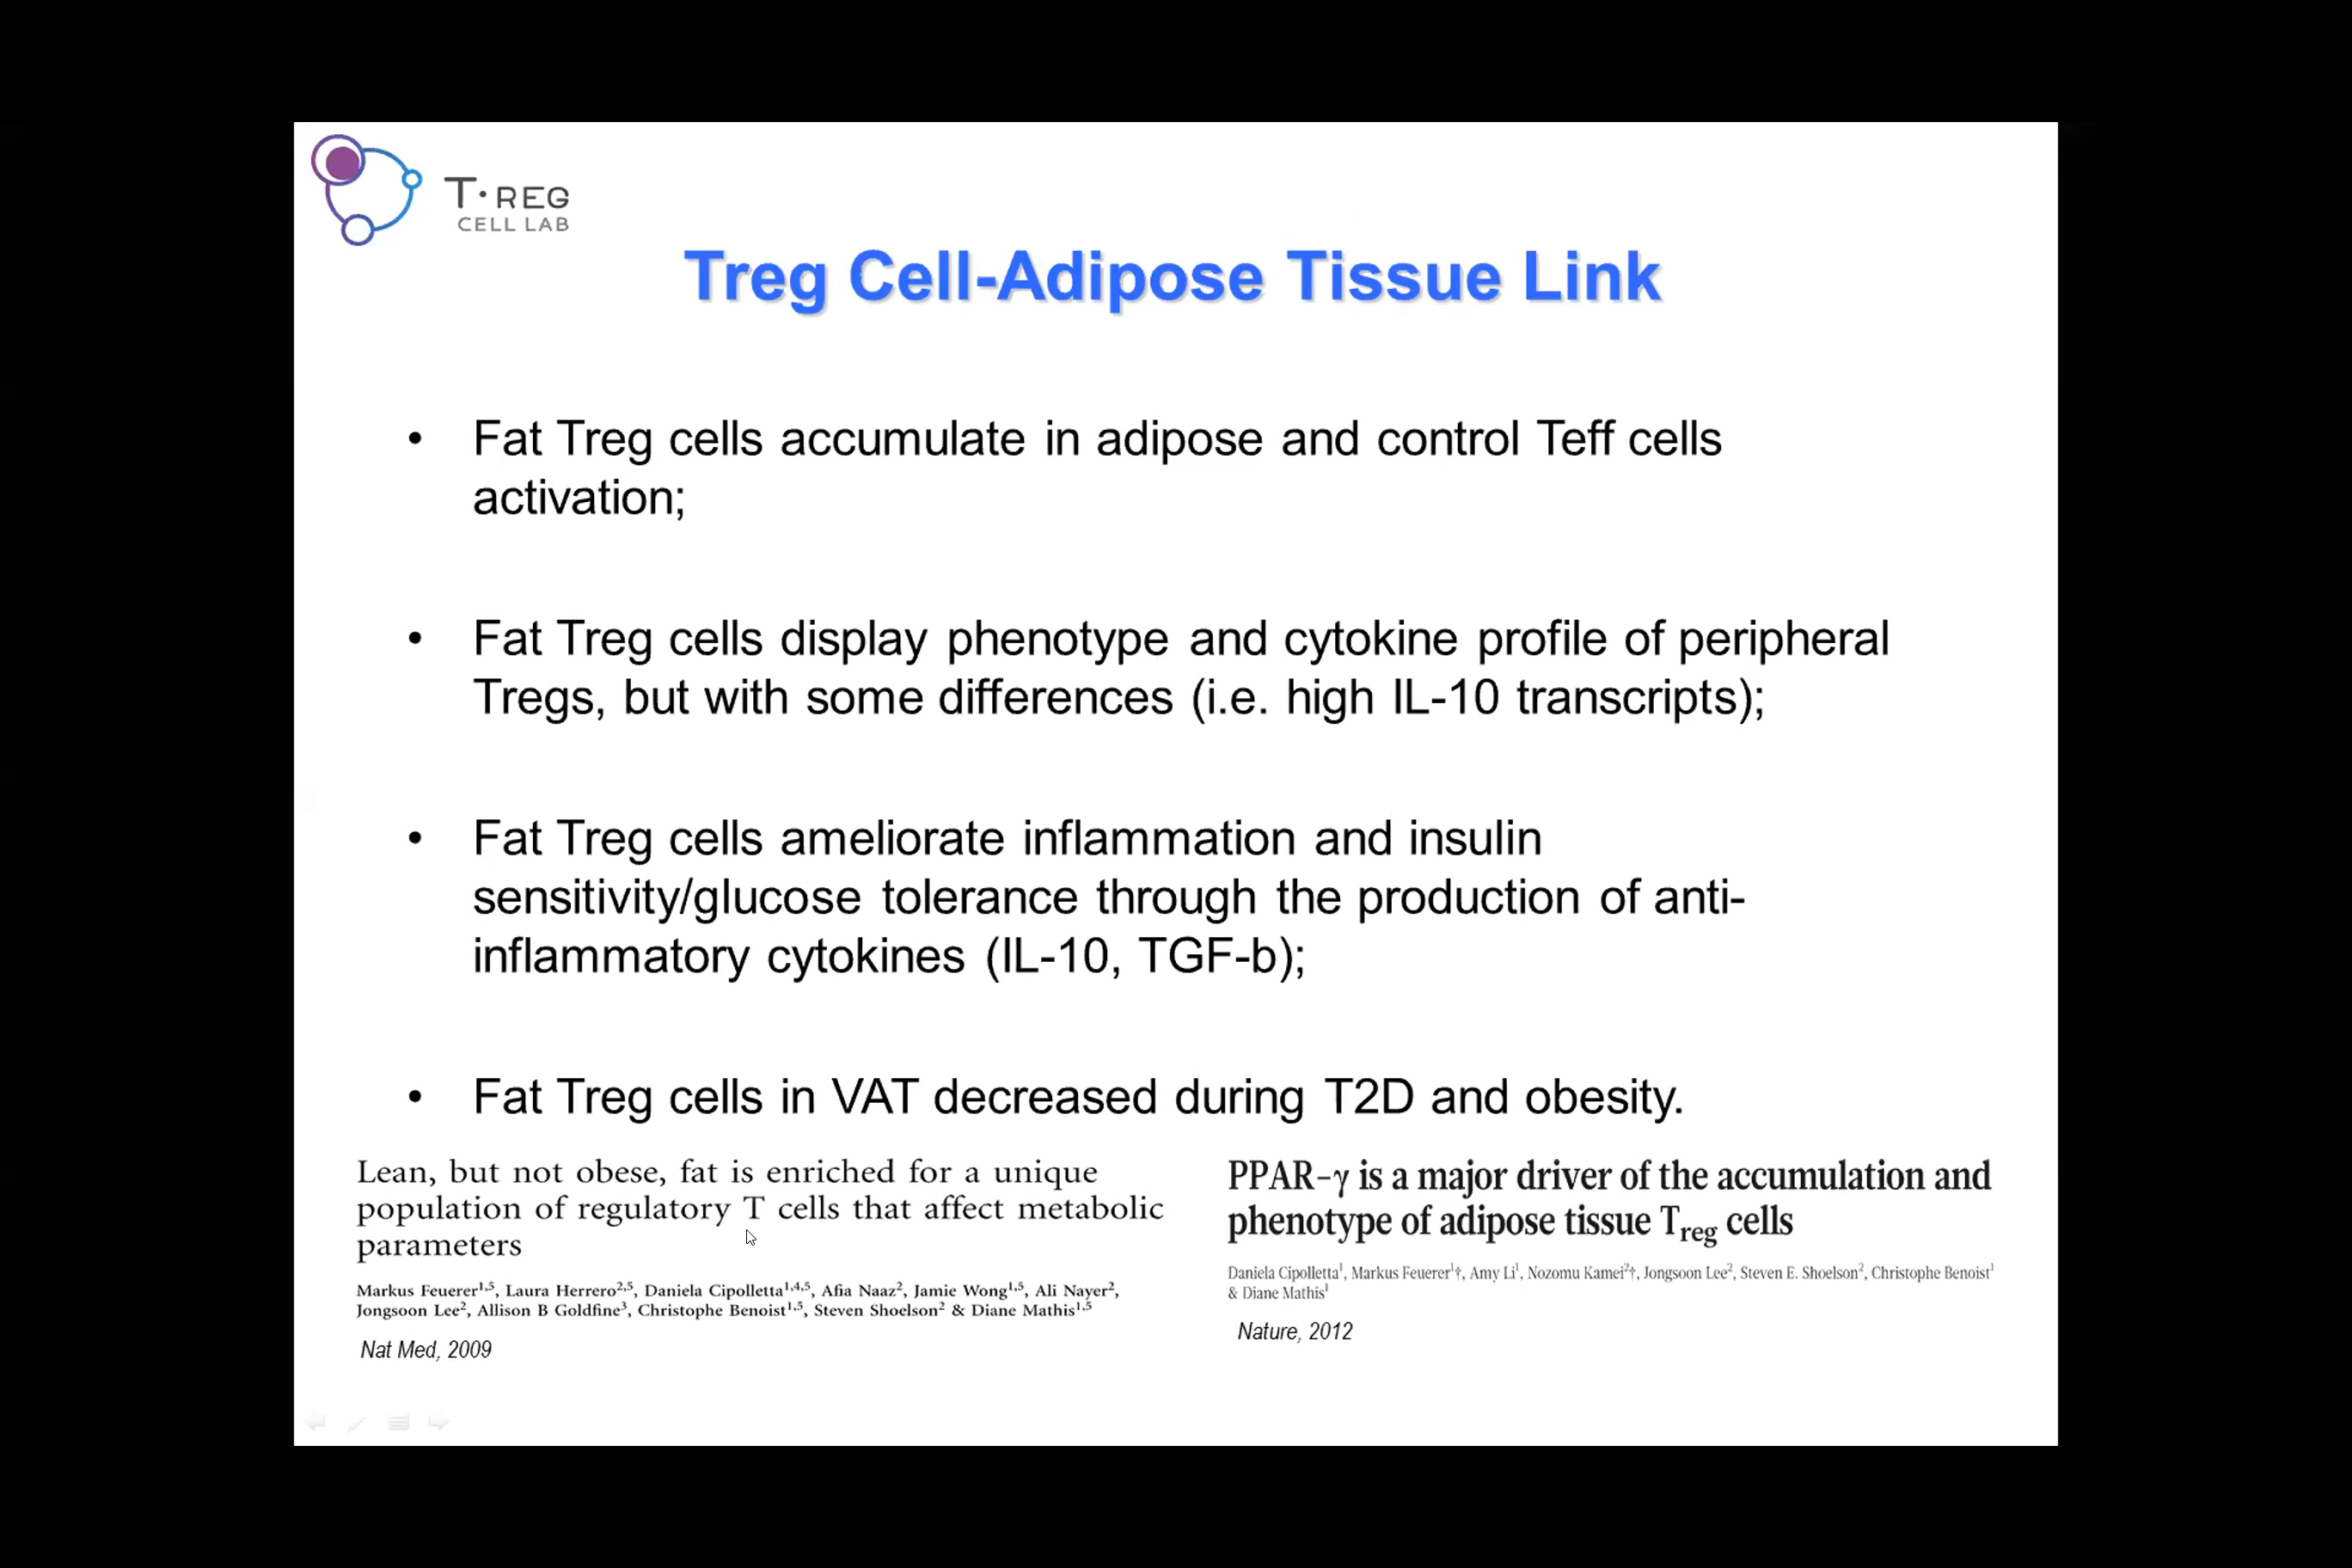 T·REG
CELL LAB
Treg Cell-Adipose Tissue Link
• Fat Treg cells accumulate in adipose and control Teff cells
activation;
• Fat Treg cells display phenotype and cytokine profile of peripheral
Tregs, but with some differences (i.e. high IL-10 transcripts);
• Fat Treg cells ameliorate inflammation and insulin
sensitivity/glucose tolerance through the production of anti-
inflammatory cytokines (IL-10, TGF-b);
• Fat Treg cells in VAT decreased during T2D and obesity.
Lean, but not obese, fat is enriched for a unique
population of regulatory T cells that affect metabolic
parameters
Markus Feuerer1,5, Laura Herrero2,5, Daniela Cipolletta1,4,5, Afia Naaz2, Jamie Wong1,5, Ali Nayer2,
Jongsoon Lee2, Allison B Goldfine3, Christophe Benoist1,5, Steven Shoelson2 & Diane Mathis1,5
Nat Med, 2009
PPAR-γ is a major driver of the accumulation and
phenotype of adipose tissue Treg cells
Daniela Cipolletta1, Markus Feuerer1†, Amy Li1, Nozomu Kamei2†, Jongsoon Lee2, Steven E. Shoelson2, Christophe Benoist1
& Diane Mathis1
Nature, 2012